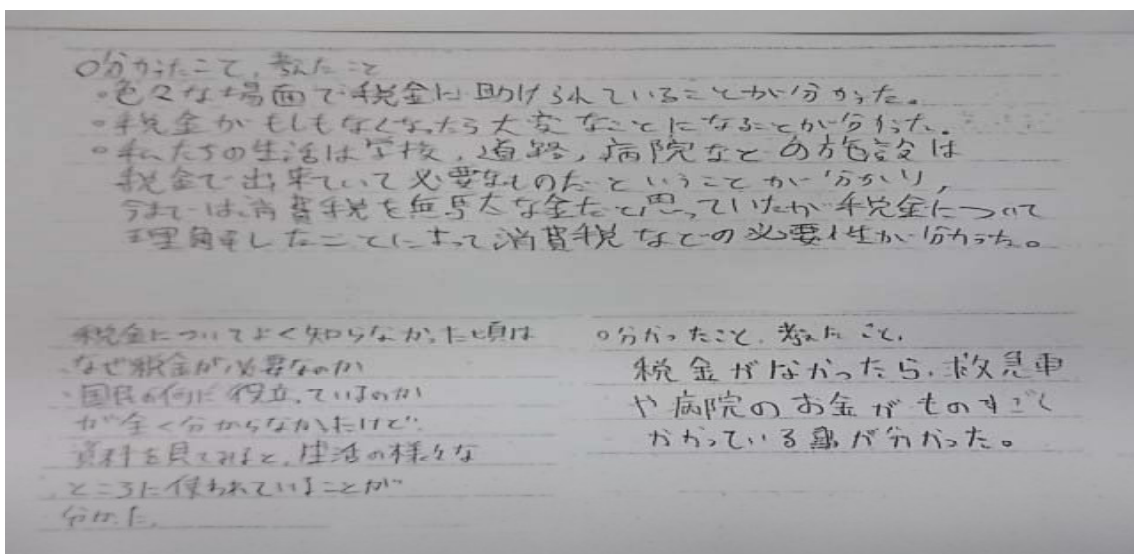 ○分かったこと、考えたこと
・色々な場面で税金に助けられていることが分かった。
・税金がもしもなくなったら大変なことになることが分かった。
・私たちの生活は学校,道路,病院などの施設は
税金で出来ていて必要なものだということが分かり,
今までは,消費税を無駄な金だと思っていたが税金について
理解したことによって消費税などの必要性が分かった。
税金についてよく知らなかった頃は
なぜ税金が必要なのか
・国民の何に役立っているのか
が全く分からなかったけど
資料を見てみると、生活の様々な
ところに使われていることが
分かった。
○分かったこと、考えたこと、
税金がなかったら、救急車
や病院のお金がものすごく
かかっている事が分かった。